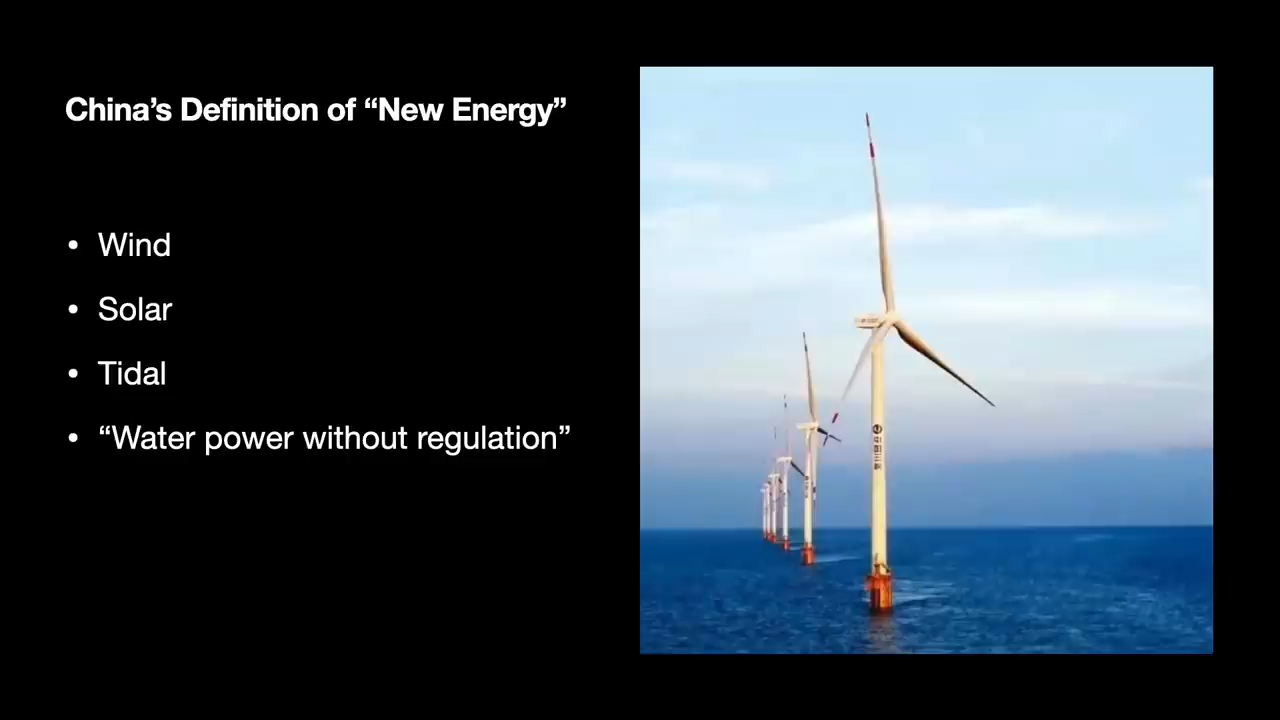 China’s Definition of “New Energy”
• Wind
• Solar
• Tidal
• “Water power without regulation”